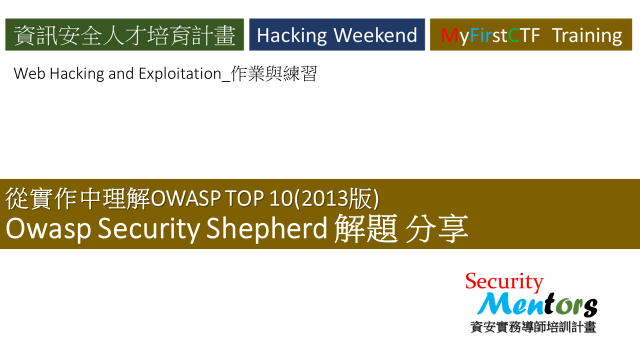 資訊安全人才培育計畫
Hacking Weekend
MyFirstCTF Training
Web Hacking and Exploitation_作業與練習
從實作中理解OWASP TOP 10(2013版)
Owasp Security Shepherd 解題 分享
Security
Mentors
資安實務導師培訓計畫